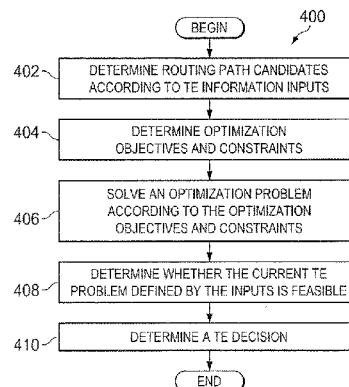 BEGIN
400
402
DETERMINE ROUTING PATH CANDIDATES
ACCORDING TO TE INFORMATION INPUTS
404
DETERMINE OPTIMIZATION
OBJECTIVES AND CONSTRAINTS
406
SOLVE AN OPTIMIZATION PROBLEM
ACCORDING TO THE OPTIMIZATION
OBJECTIVES AND CONSTRAINTS
408
DETERMINE WHETHER THE CURRENT TE
PROBLEM DEFINED BY THE INPUTS IS FEASIBLE
410
DETERMINE A TE DECISION
END